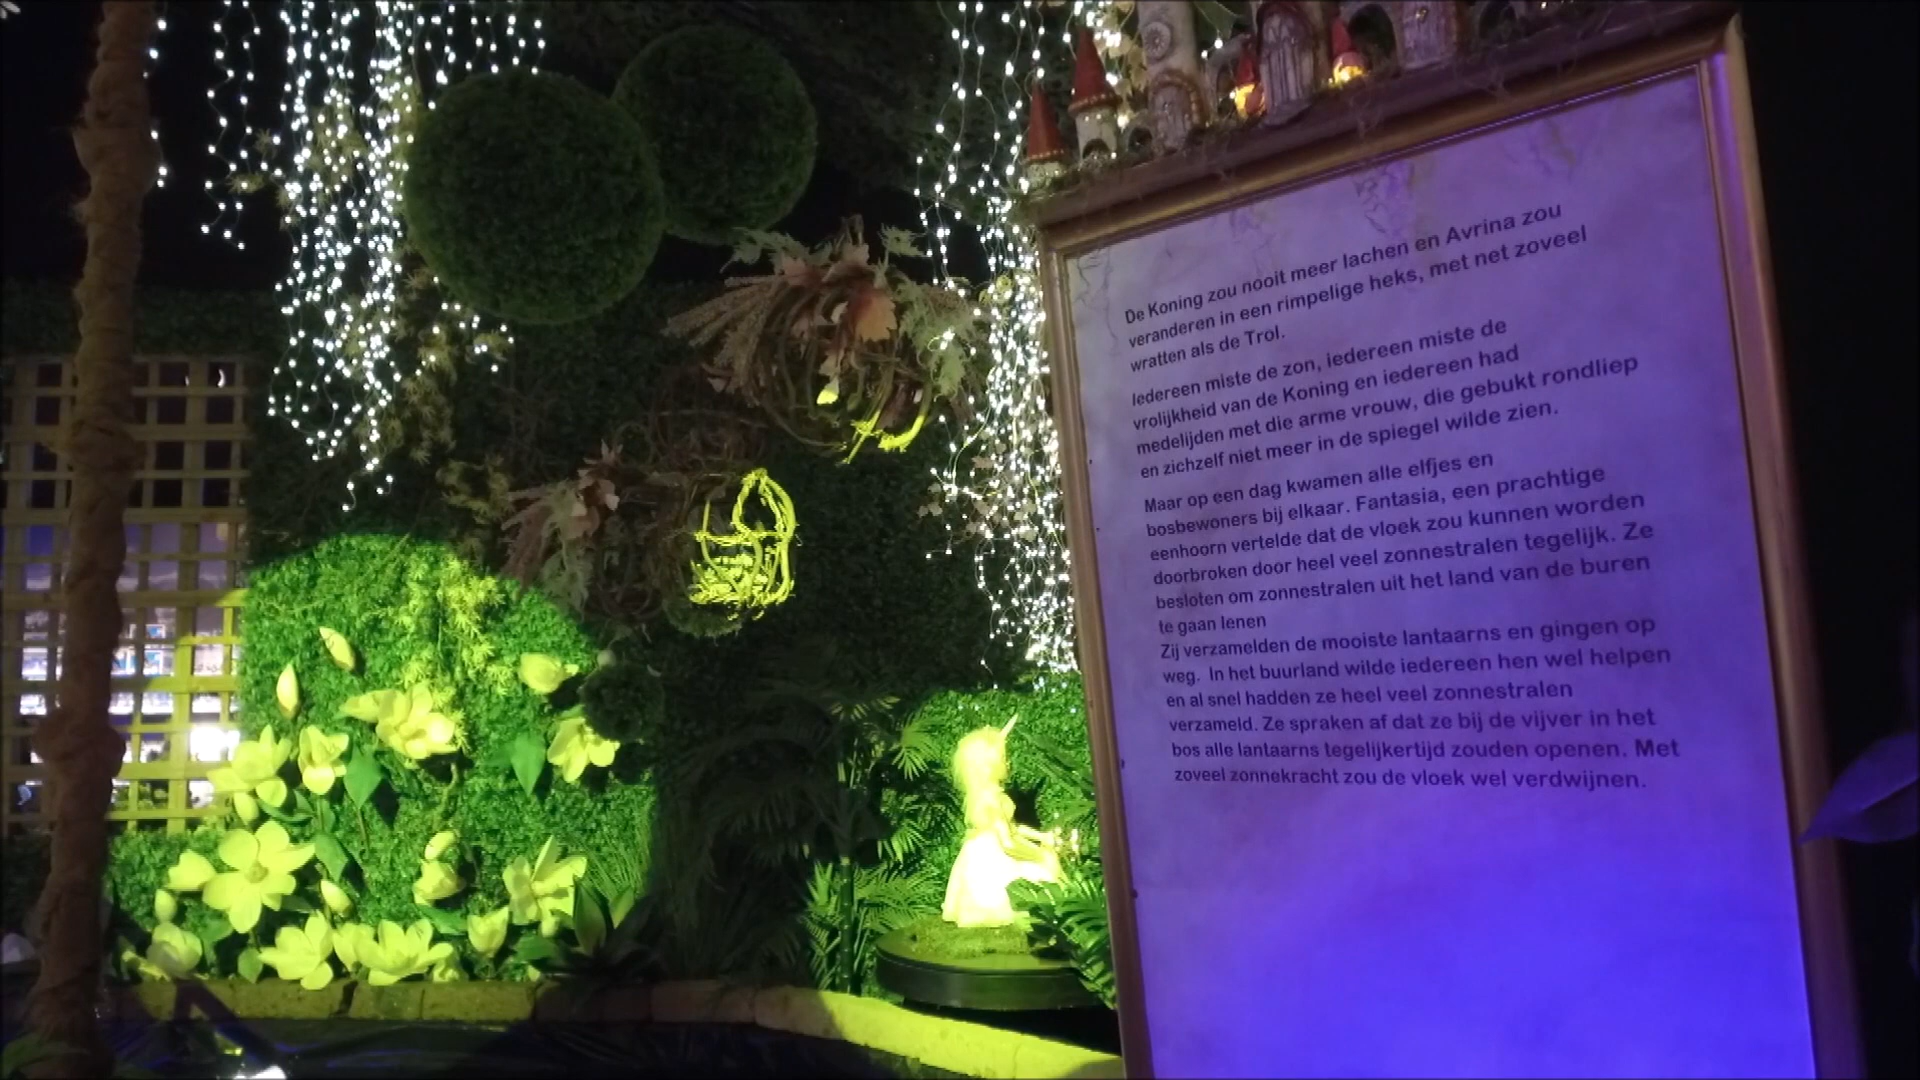 De Koning zou nooit meer lachen en Avrina zou
veranderen in een rimpelige heks, met net zoveel
wratten als de Trol.
Iedereen miste de zon, iedereen miste de
vrolijkheid van de Koning en iedereen had
medelijden met die arme vrouw, die gebukt rondliep
en zichzelf niet meer in de spiegel wilde zien.
Maar op een dag kwamen alle elfjes en
bosbewoners bij elkaar. Fantasia, een prachtige
eenhoorn vertelde dat de vloek zou kunnen worden
doorbroken door heel veel zonnestralen tegelijk. Ze
besloten om zonnestralen uit het land van de buren
te gaan lenen
Zij verzamelden de mooiste lantaarns en gingen op
weg. In het buurland wilde iedereen hen wel helpen
en al snel hadden ze heel veel zonnestralen
verzameld. Ze spraken af dat ze bij de vijver in het
bos alle lantaarns tegelijkertijd zouden openen. Met
zoveel zonnekracht zou de vloek wel verdwijnen.